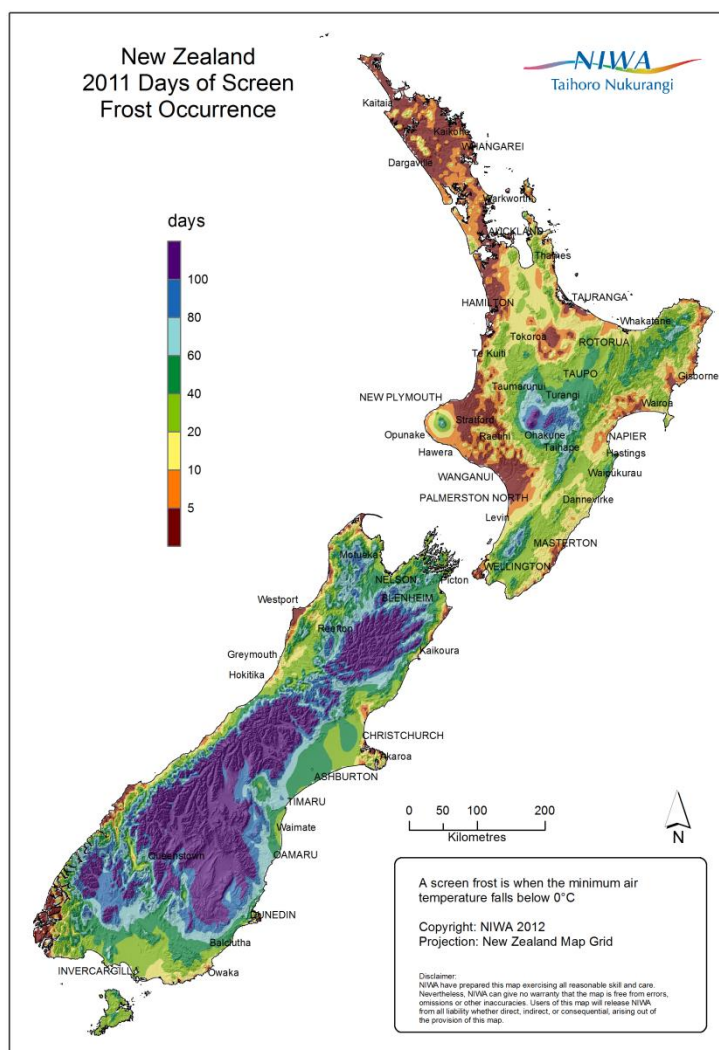 New Zealand
2011 Days of Screen
Frost Occurrence
NIWA
Taihoro Nukurangi
days
100
80
60
40
20
10
5
Kaitaia
Kaikohe
WHANGAREI
Dargaville
Warkworth
AUCKLAND
Thames
HAMILTON
TAURANGA
Whakatane
Tokoroa
ROTORUA
Te Kuiti
TAUPO
Gisborne
Taumarunui
Turangi
NEW PLYMOUTH
Wairoa
Stratford
Opunake
Raetihi
Ohakune
NAPIER
Taihape
Hawera
Hastings
WANGANUI
Waipukurau
PALMERSTON NORTH
Dannevirke
Levin
MASTERTON
WELLINGTON
Motueka
NELSON
Picton
BLENHEIM
Westport
Reefton
Greymouth
Kaikoura
Hokitika
CHRISTCHURCH
Akaroa
ASHBURTON
TIMARU
Waimate
Queenstown
OAMARU
DUNEDIN
Balclutha
INVERCARGILL
Owaka
0 50 100 200
Kilometres
N
A screen frost is when the minimum air
temperature falls below 0°C
Copyright: NIWA 2012
Projection: New Zealand Map Grid
Disclaimer:
NIWA have prepared this map exercising all reasonable skill and care.
Nevertheless, NIWA can give no warranty that the map is free from errors,
omissions or other inaccuracies. Users of this map will release NIWA
from all liability whether direct, indirect, or consequential, arising out of
the provision of this map.